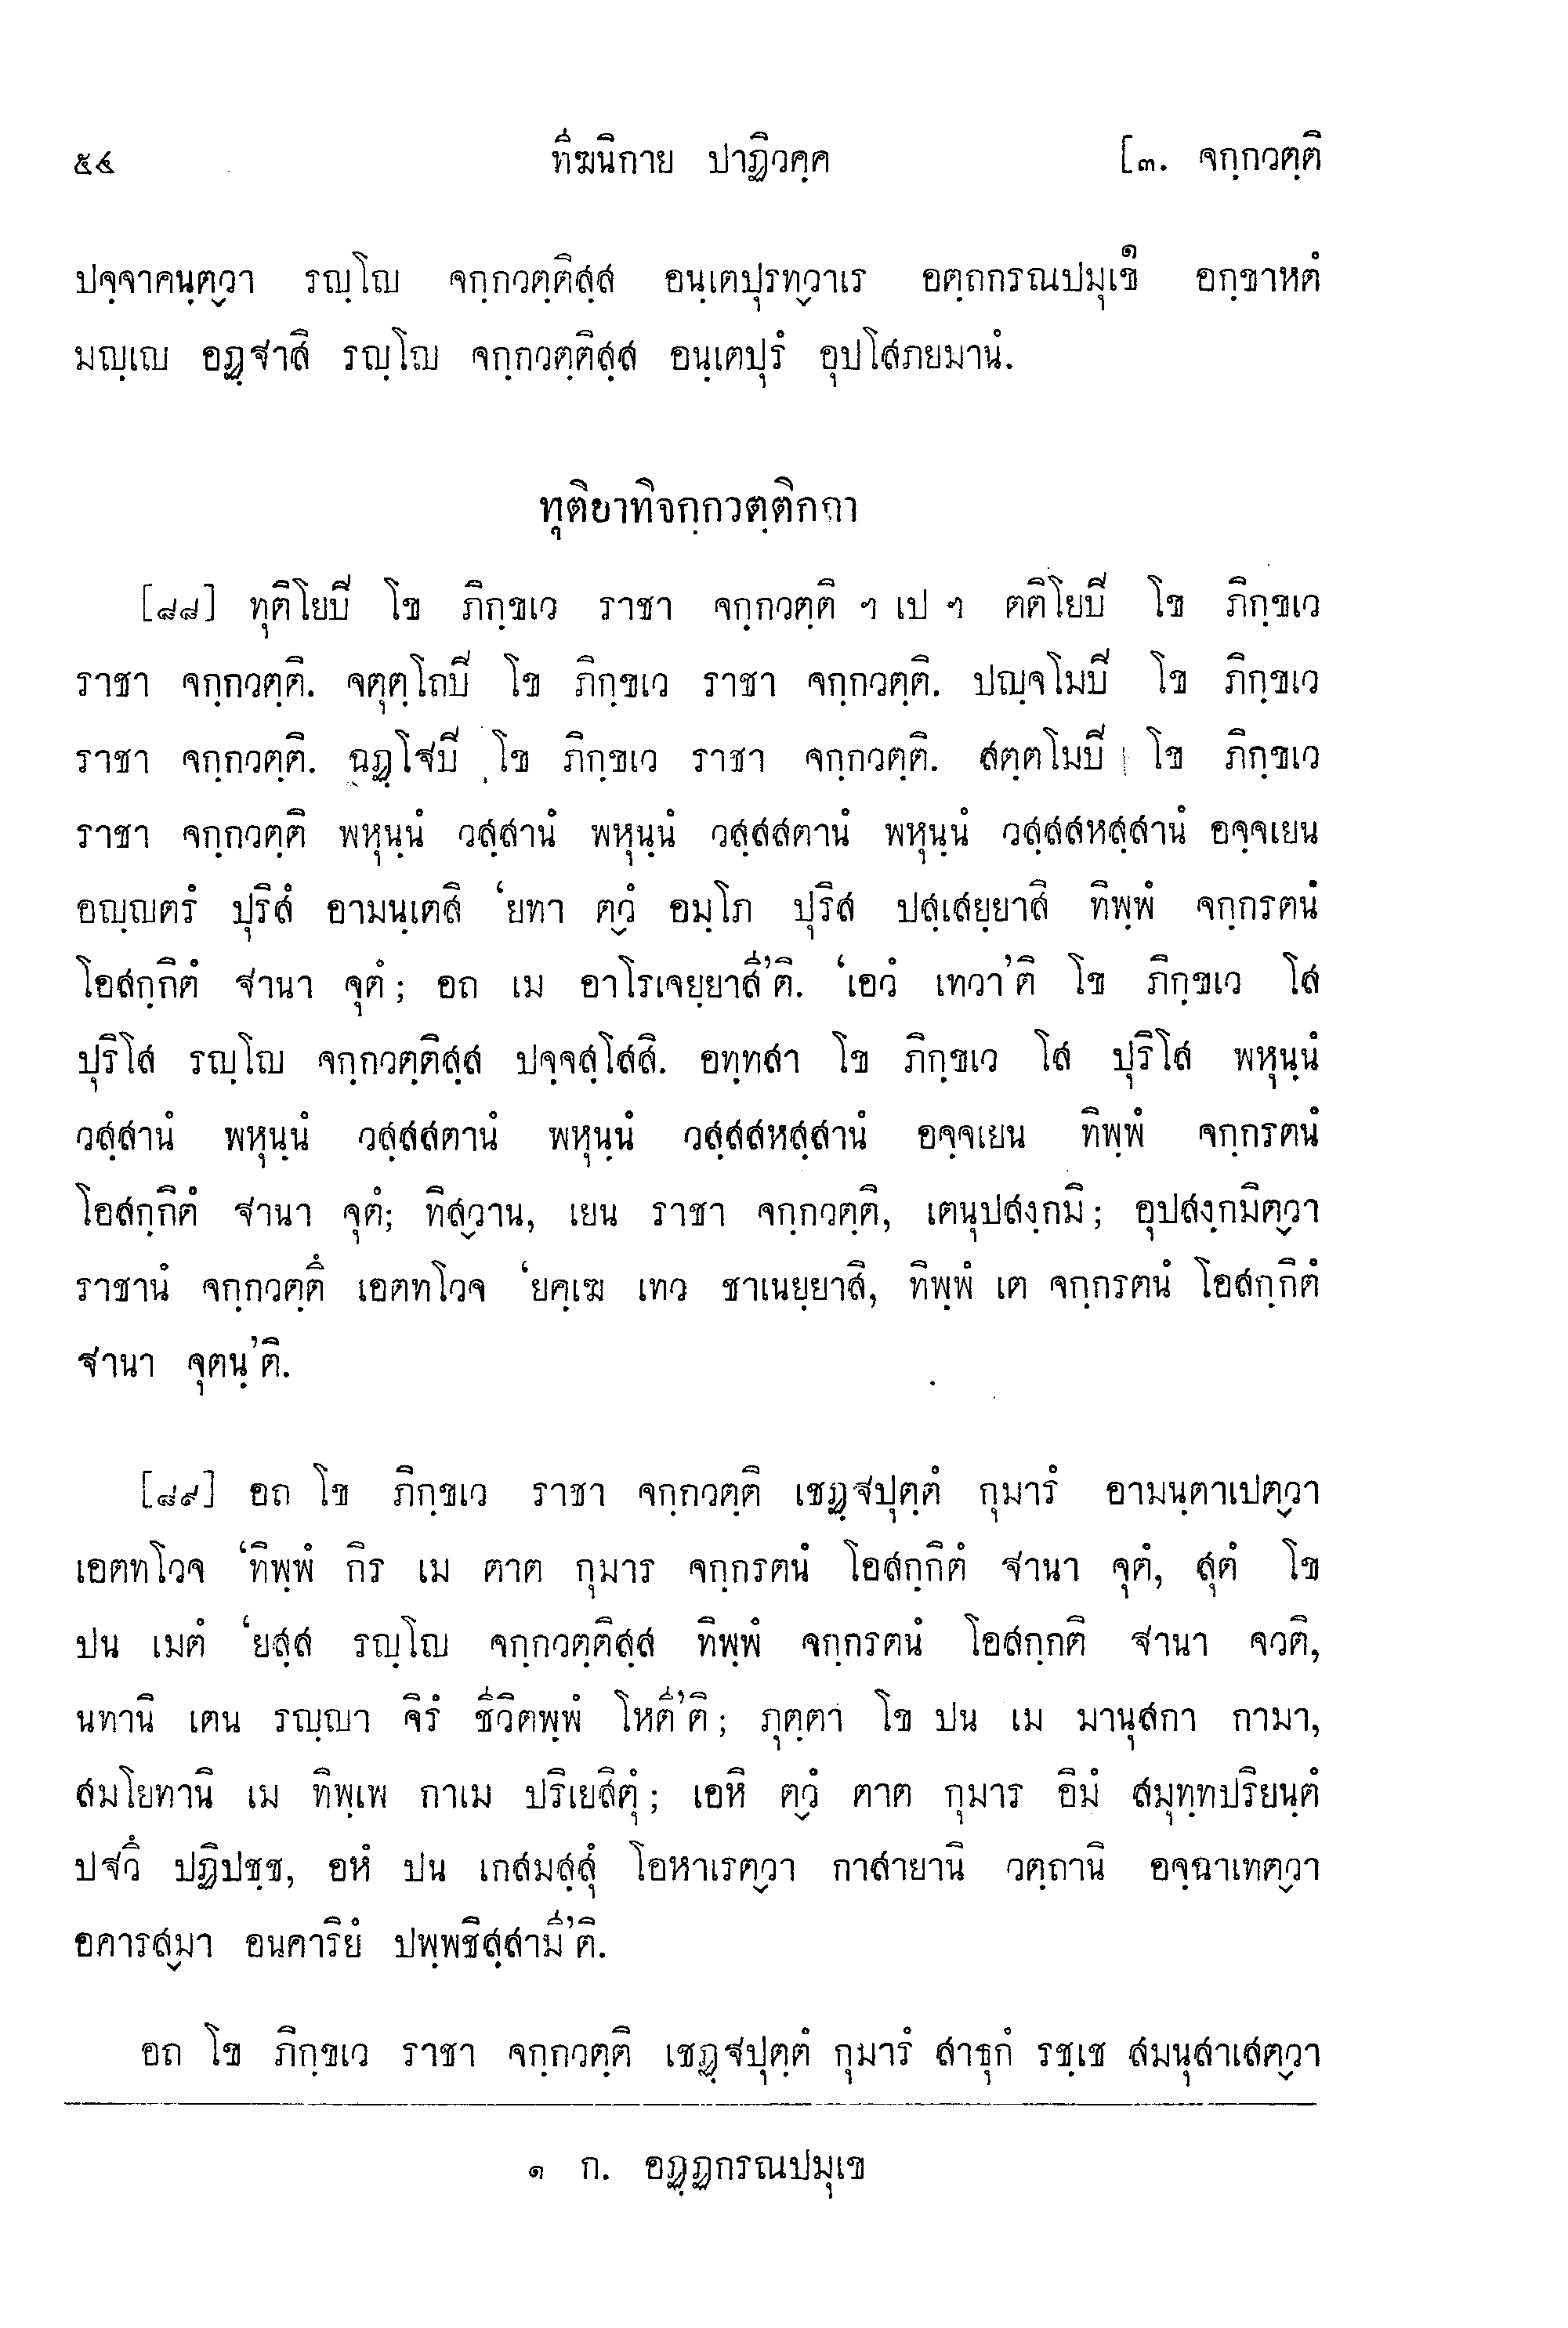 ๕๔ ทีฆนิกาย ปาฏิวคฺค [๓. จกฺกวตฺติ
ปจฺจาคนฺตฺวา รญฺโญ จกฺกวตฺติสฺส อนฺเตปุรทฺวาเร อตฺถกรณปมุเข๑ อกฺขาหตํ
มญฺเญ อฏฺฐาสิ รญฺโญ จกฺกวตฺติสฺส อนฺเตปุรํ อุปโสภยมานํ.
ทุติยาทิจกฺกวตฺติกถา
[๘๘] ทุติโยปิ โข ภิกฺขเว ราชา จกฺกวตฺติ ฯ เป ฯ ตติโยปิ โข ภิกฺขเว
ราชา จกฺกวตฺติ. จตุตฺโถปิ โข ภิกฺขเว ราชา จกฺกวตฺติ. ปญฺจโมปิ โข ภิกฺขเว
ราชา จกฺกวตฺติ. ฉฏฺโฐปิ โข ภิกฺขเว ราชา จกฺกวตฺติ. สตฺตโมปิ โข ภิกฺขเว
ราชา จกฺกวตฺติ พหุนฺนํ วสฺสานํ พหุนฺนํ วสฺสสตานํ พหุนฺนํ วสฺสสหสฺสานํ อจฺจเยน
อญฺญตรํ ปุริสํ อามนฺเตสิ ‘ยทา ตฺวํ อมฺโภ ปุริส ปสฺเสยฺยาสิ ทิพฺพํ จกฺกรตนํ
โอสกฺกิตํ ฐานา จุตํ; อถ เม อาโรเจยฺยาสี’ติ. ‘เอวํ เทวา’ติ โข ภิกฺขเว โส
ปุริโส รญฺโญ จกฺกวตฺติสฺส ปจฺจสฺโสสิ. อทฺทสา โข ภิกฺขเว โส ปุริโส พหุนฺนํ
วสฺสานํ พหุนฺนํ วสฺสสตานํ พหุนฺนํ วสฺสสหสฺสานํ อจฺจเยน ทิพฺพํ จกฺกรตนํ
โอสกฺกิตํ ฐานา จุตํ; ทิสฺวาน, เยน ราชา จกฺกวตฺติ, เตนุปสงฺกมิ; อุปสงฺกมิตฺวา
ราชานํ จกฺกวตฺตึ เอตทโวจ ‘ยคฺเฆ เทว ชาเนยฺยาสิ, ทิพฺพํ เต จกฺกรตนํ โอสกฺกิตํ
ฐานา จุตนฺ’ติ.
[๘๙] อถ โข ภิกฺขเว ราชา จกฺกวตฺติ เชฏฺฐปุตฺตํ กุมารํ อามนฺตาเปตฺวา
เอตทโวจ ‘ทิพฺพํ กิร เม ตาต กุมาร จกฺกรตนํ โอสกฺกิตํ ฐานา จุตํ, สุตํ โข
ปน เมตํ ‘ยสฺส รญฺโญ จกฺกวตฺติสฺส ทิพฺพํ จกฺกรตนํ โอสกฺกติ ฐานา จวติ,
นทานิ เตน รญฺญา จิรํ ชีวิตพฺพํ โหตี’ติ; ภุตฺตา โข ปน เม มานุสกา กามา,
สมโยทานิ เม ทิพฺเพ กาเม ปริเยสิตุํ; เอหิ ตฺวํ ตาต กุมาร อิมํ สมุทฺทปริยนฺตํ
ปฐวึ ปฏิปชฺช, อหํ ปน เกสมสฺสุํ โอหาเรตฺวา กาสายานิ วตฺถานิ อจฺฉาเทตฺวา
อคารสฺมา อนคาริยํ ปพฺพชิสฺสามี’ติ.
อถ โข ภิกฺขเว ราชา จกฺกวตฺติ เชฏฺฐปุตฺตํ กุมารํ สาธุกํ รชฺเช สมนุสาเสตฺวา
๑ ก. อฏฺฏกรณปมุเข